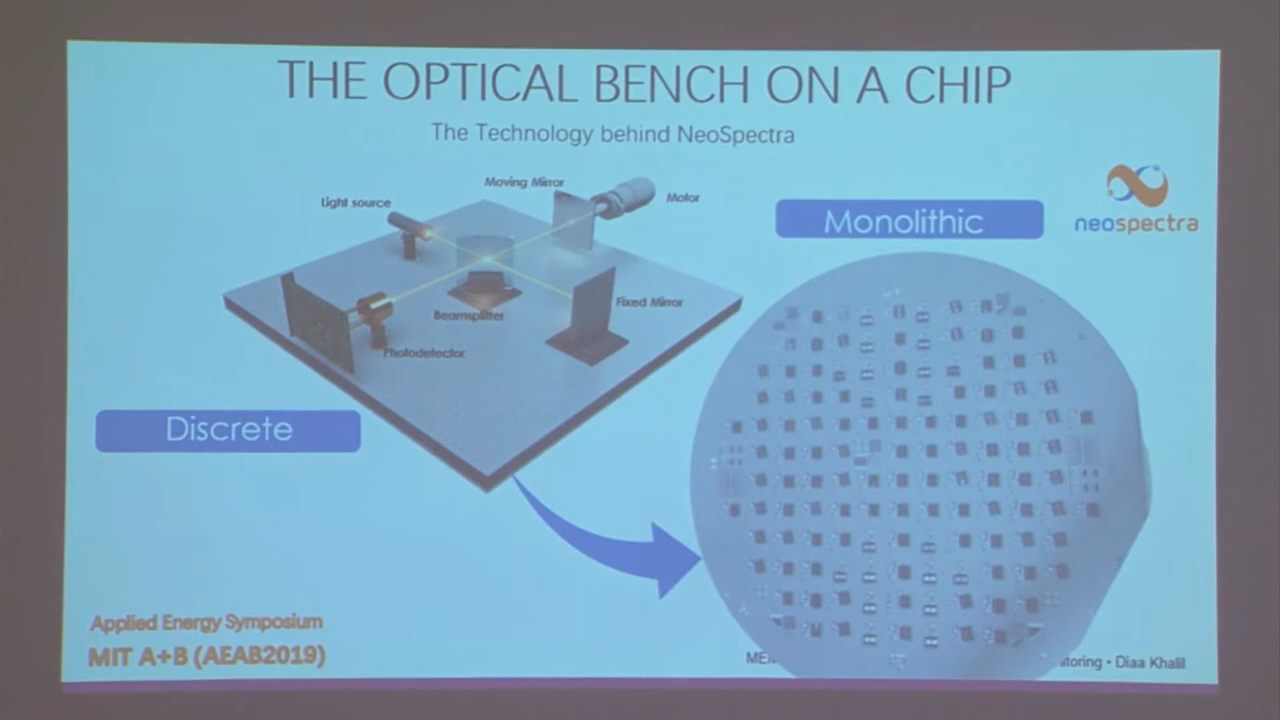 THE OPTICAL BENCH ON A CHIP
The Technology behind NeoSpectra
Moving Mirror
Motor
Light source
Monolithic
neospectra
Fixed Mirror
Beamsplitter
Photodetector
Discrete
Applied Energy Symposium
MIT A+B (AEAB2019)
• Diaa Khalil